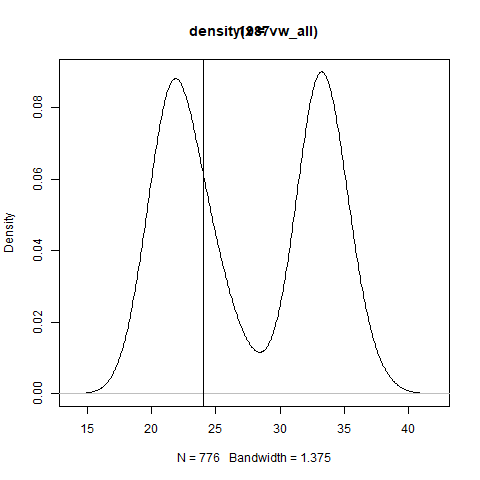 density(x = vw_all)
1987
0.08
0.06
0.04
0.02
0.00
Density
15 20 25 30 35 40
N = 776 Bandwidth = 1.375